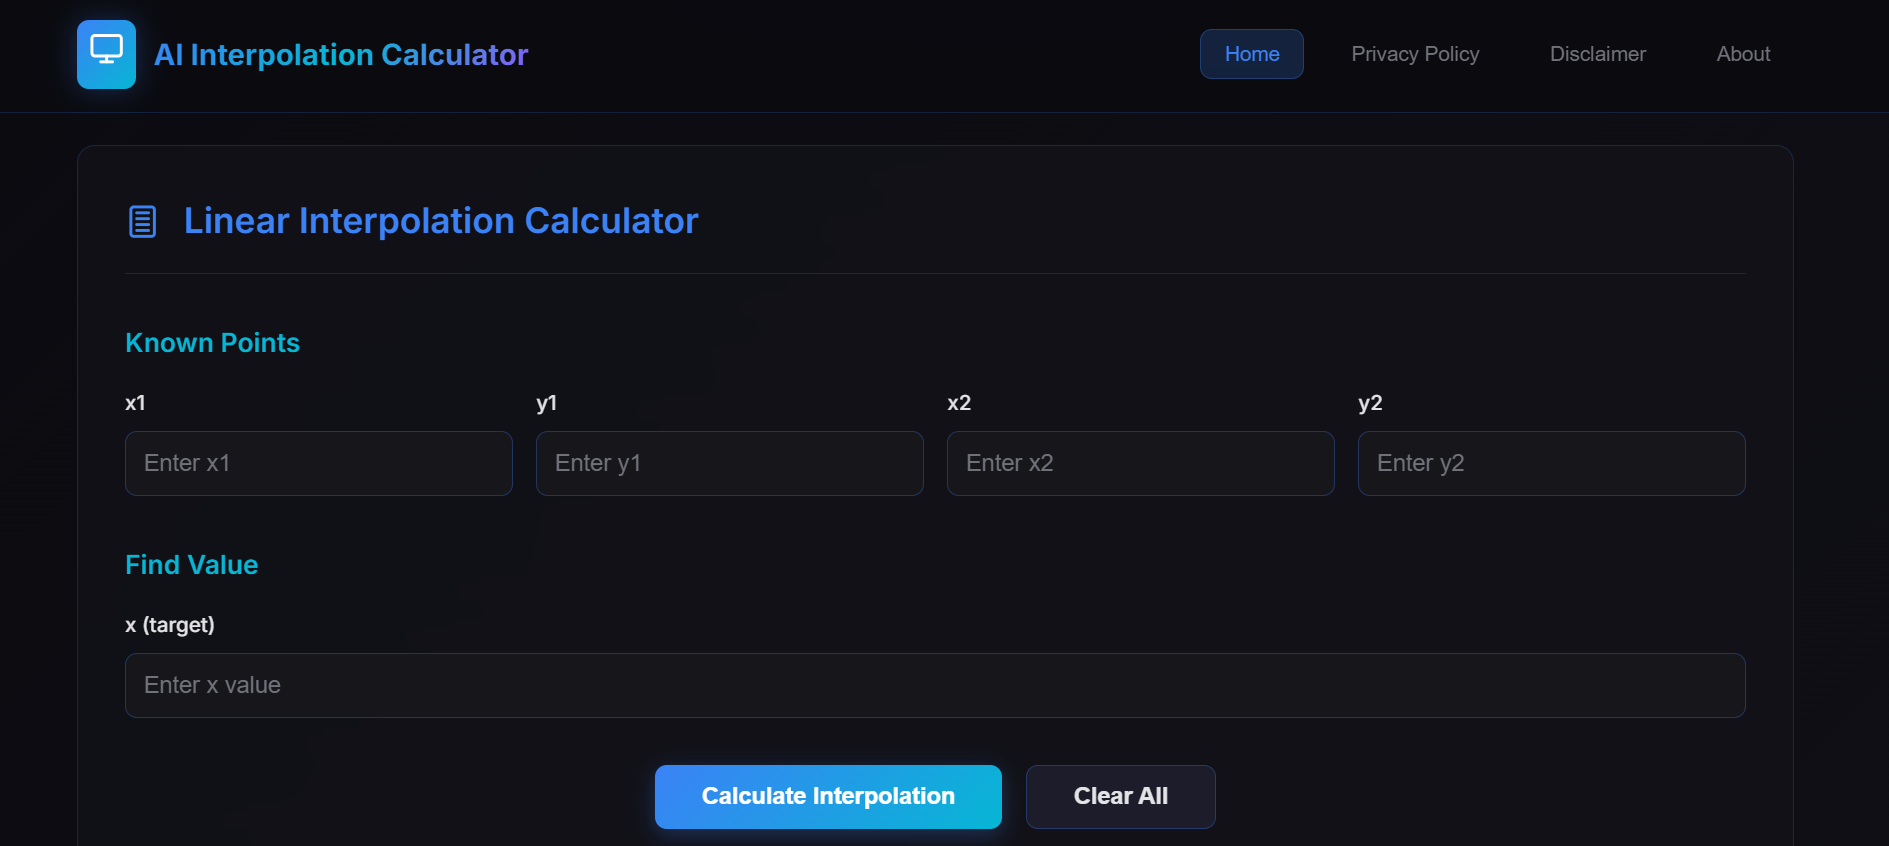 AI Interpolation Calculator
Home
Privacy Policy
Disclaimer
About
Linear Interpolation Calculator
Known Points
x1
y1
x2
y2
Enter x1
Enter y1
Enter x2
Enter y2
Find Value
x (target)
Enter x value
Calculate Interpolation
Clear All